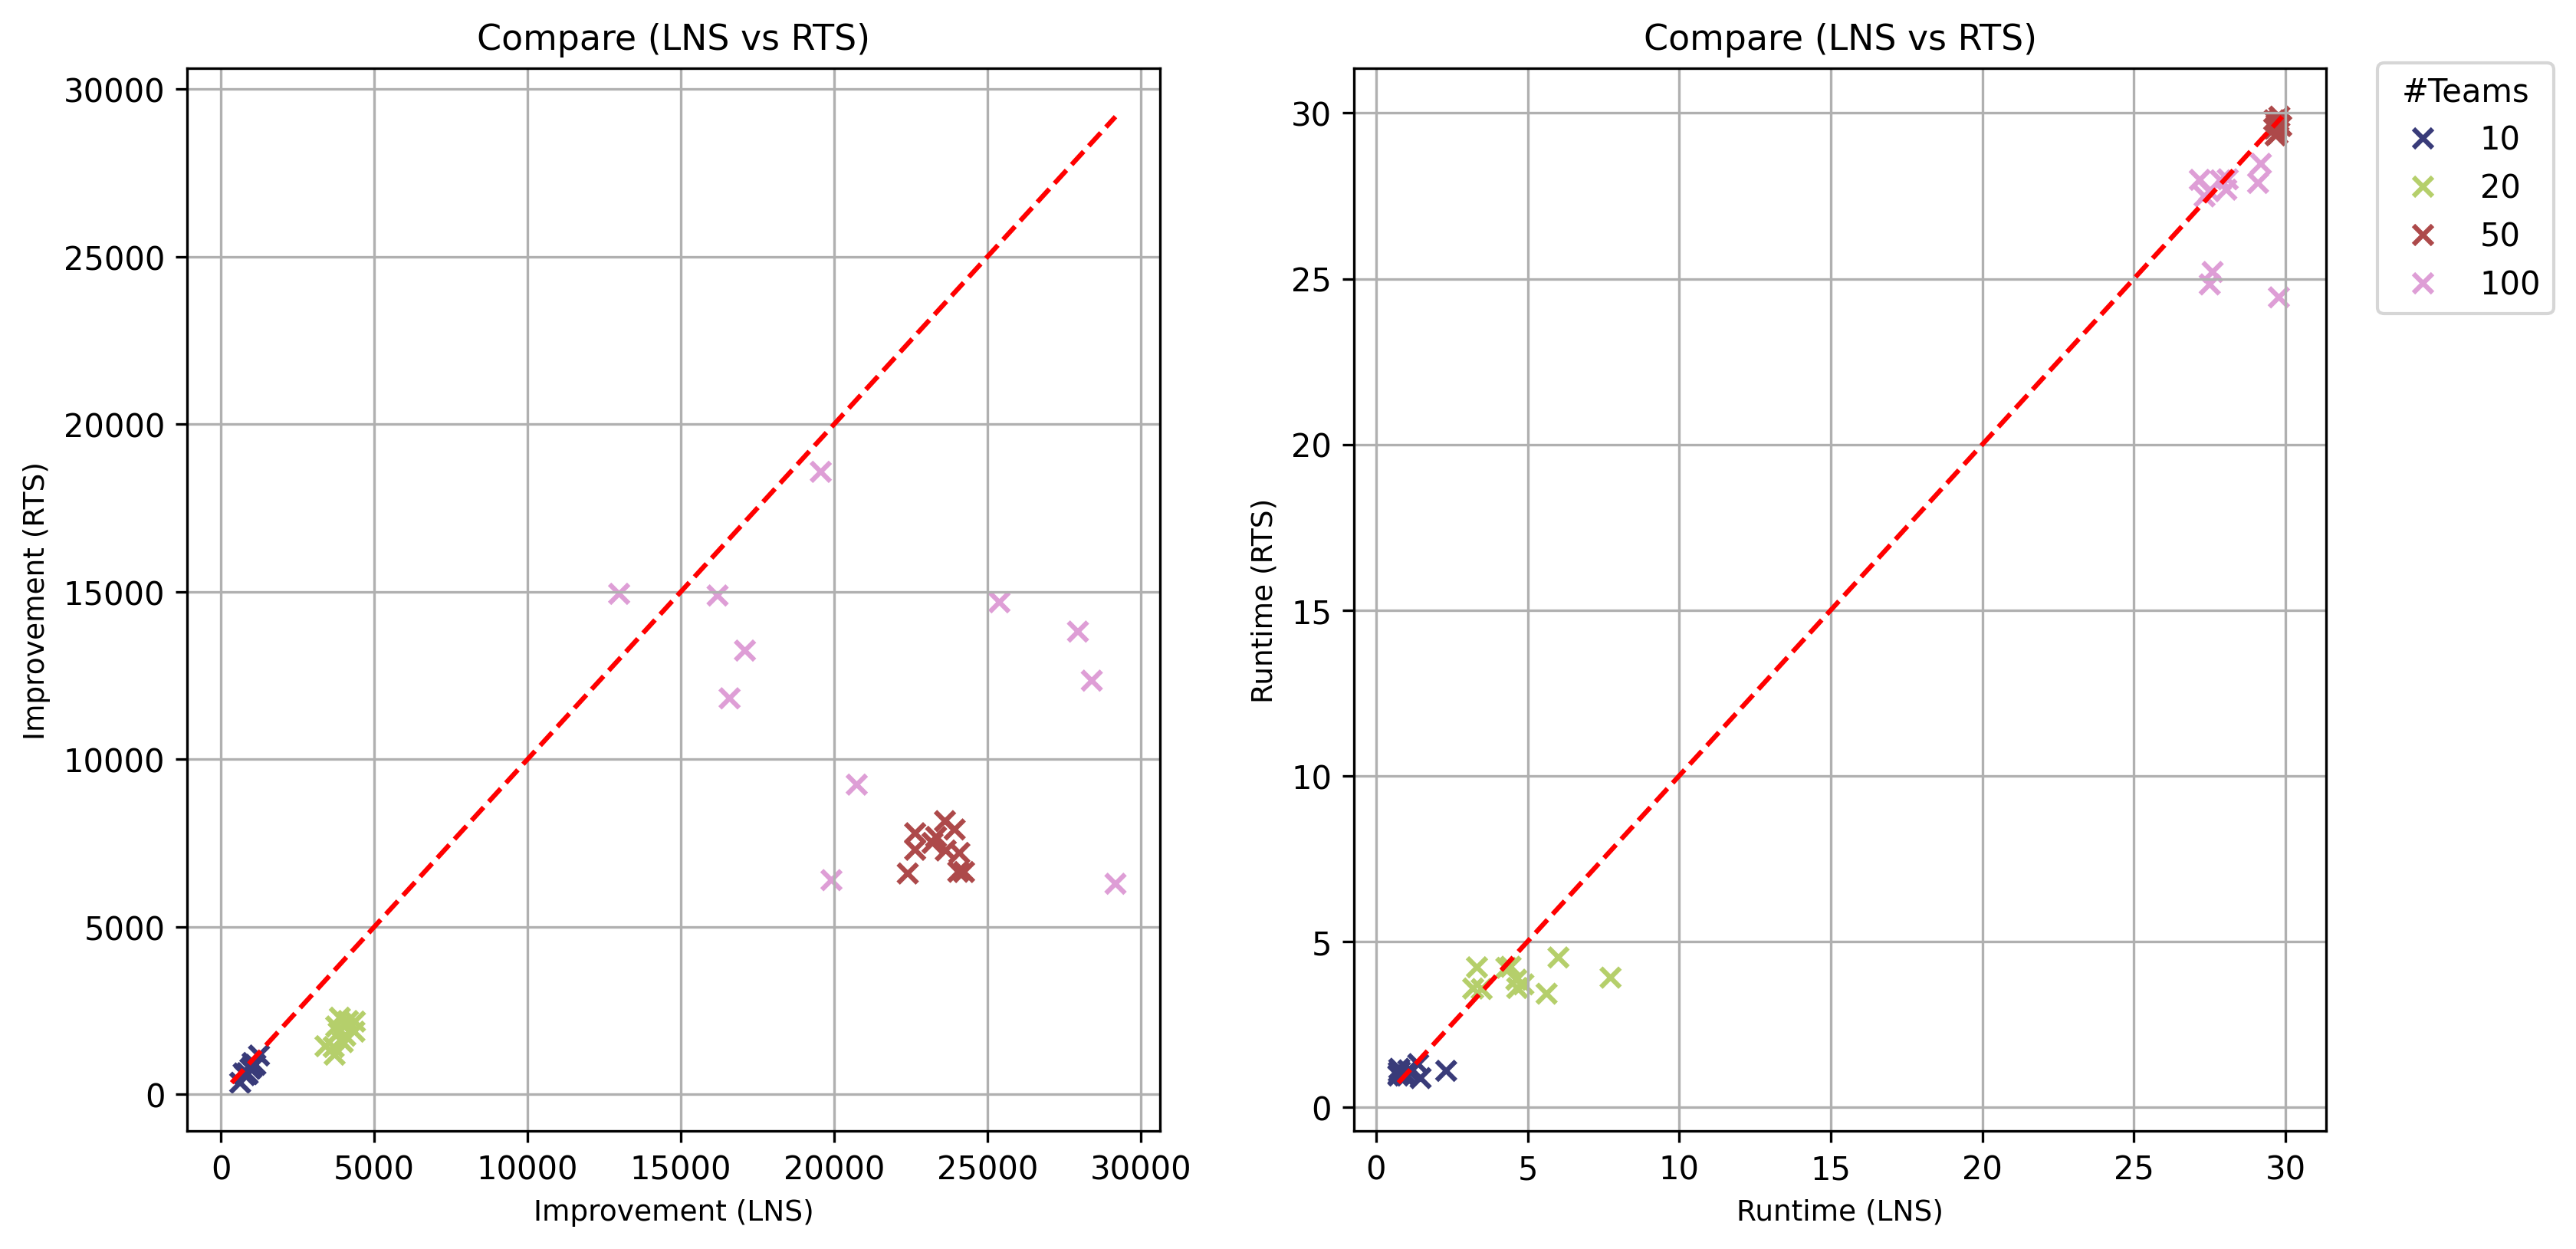 Compare (LNS vs RTS)
30000
25000
20000
15000
10000
5000
0
Improvement (RTS)
0 5000 10000 15000 20000 25000 30000
Improvement (LNS)
Compare (LNS vs RTS)
30
25
20
15
10
5
0
Runtime (RTS)
0 5 10 15 20 25 30
Runtime (LNS)
#Teams
10
20
50
100